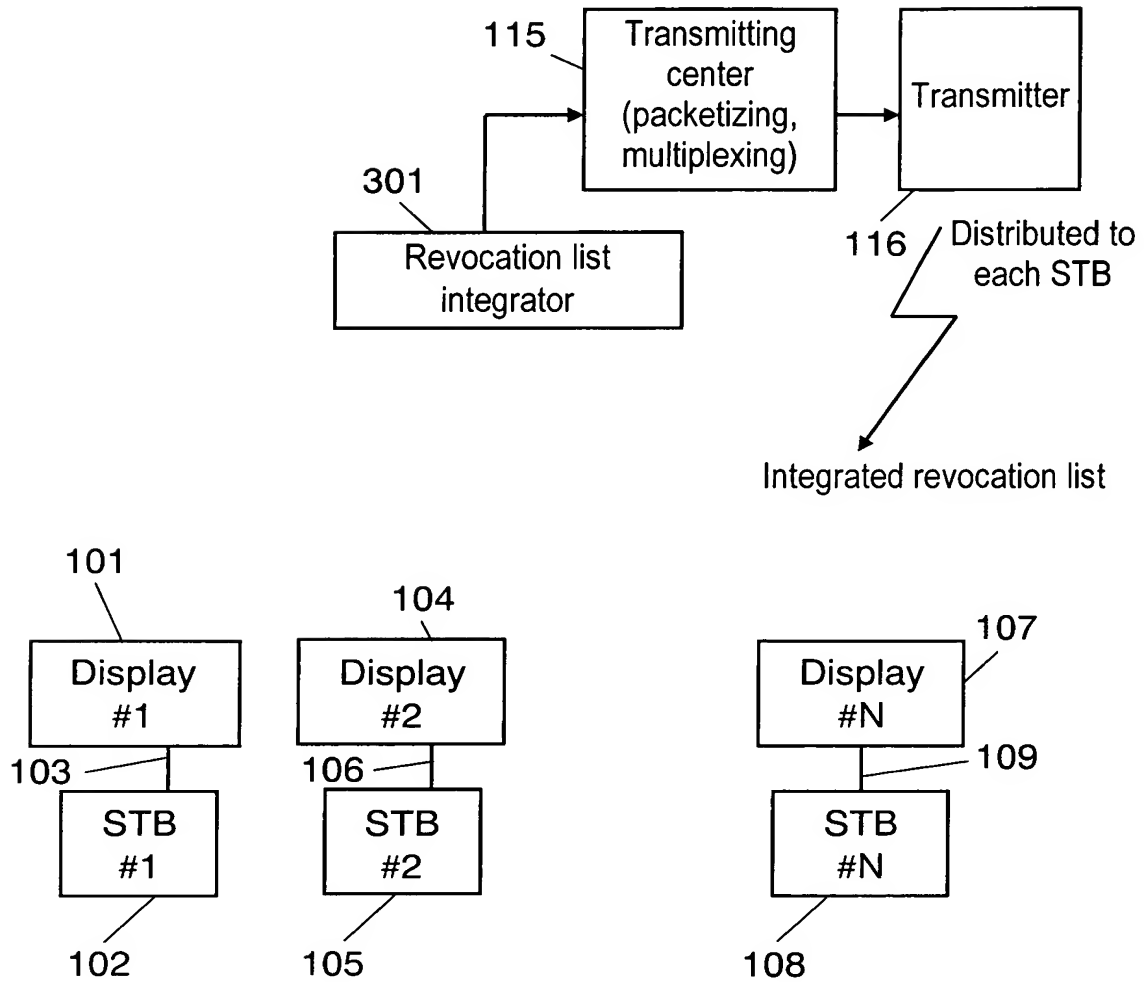 115
Transmitting
center
(packetizing,
multiplexing)
Transmitter
301
Revocation list
integrator
116
Distributed to
each STB
Integrated revocation list
101
Display
#1
103
STB
#1
102
104
Display
#2
106
STB
#2
105
107
Display
#N
109
STB
#N
108